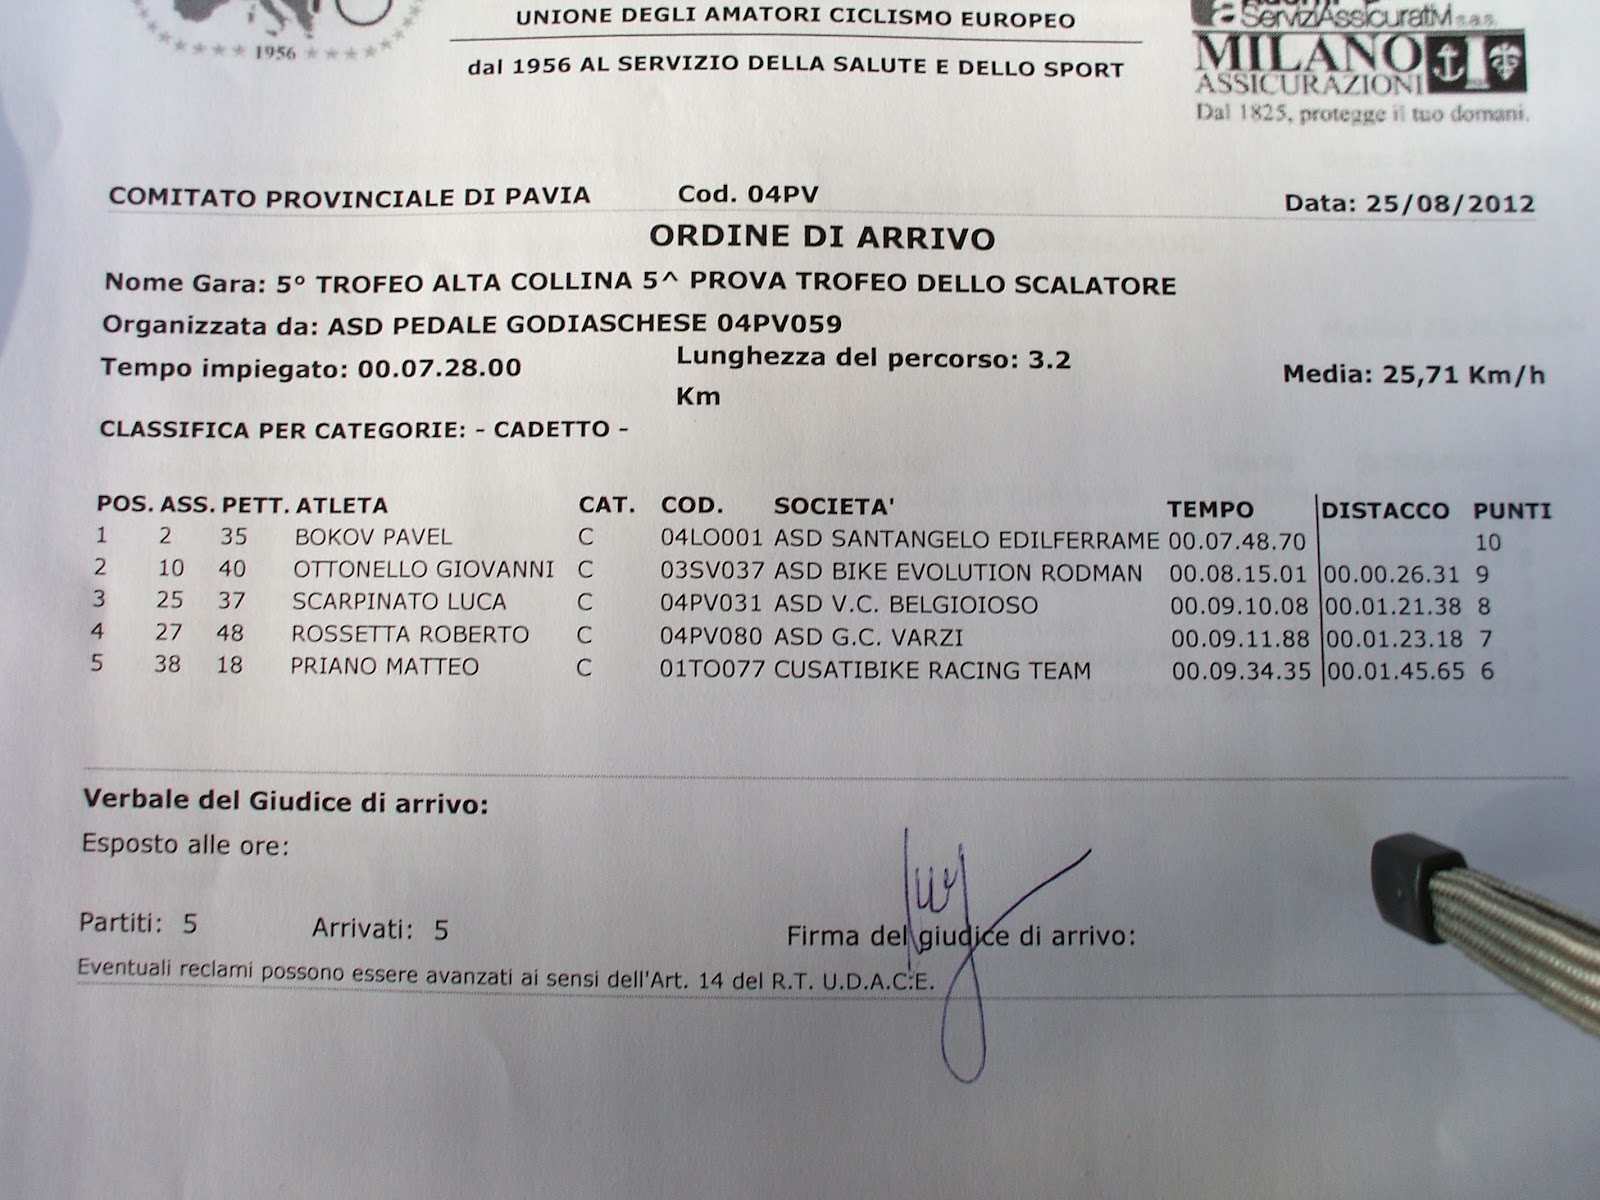 1956
UNIONE DEGLI AMATORI CICLISMO EUROPEO
dal 1956 AL SERVIZIO DELLA SALUTE E DELLO SPORT
ServiziAssicurativi s.a.s.
MILANO
ASSICURAZIONI
Dal 1825, protegge il tuo domani.
COMITATO PROVINCIALE DI PAVIA Cod. 04PV Data: 25/08/2012
ORDINE DI ARRIVO
Nome Gara: 5° TROFEO ALTA COLLINA 5^ PROVA TROFEO DELLO SCALATORE
Organizzata da: ASD PEDALE GODIASCHESE 04PV059
Tempo impiegato: 00.07.28.00 Lunghezza del percorso: 3.2 Media: 25,71 Km/h
Km
CLASSIFICA PER CATEGORIE: - CADETTO -
POS. ASS. PETT. ATLETA CAT. COD. SOCIETA' TEMPO DISTACCO PUNTI
1 2 35 BOKOV PAVEL C 04LO001 ASD SANTANGELO EDILFERRAME 00.07.48.70 10
2 10 40 OTTONELLO GIOVANNI C 03SV037 ASD BIKE EVOLUTION RODMAN 00.08.15.01 00.00.26.31 9
3 25 37 SCARPINATO LUCA C 04PV031 ASD V.C. BELGIOIOSO 00.09.10.08 00.01.21.38 8
4 27 48 ROSSETTA ROBERTO C 04PV080 ASD G.C. VARZI 00.09.11.88 00.01.23.18 7
5 38 18 PRIANO MATTEO C 01TO077 CUSATIBIKE RACING TEAM 00.09.34.35 00.01.45.65 6
Verbale del Giudice di arrivo:
Esposto alle ore:
Partiti: 5 Arrivati: 5 Firma del giudice di arrivo:
Eventuali reclami possono essere avanzati ai sensi dell'Art. 14 del R.T. U.D.A.C.E.